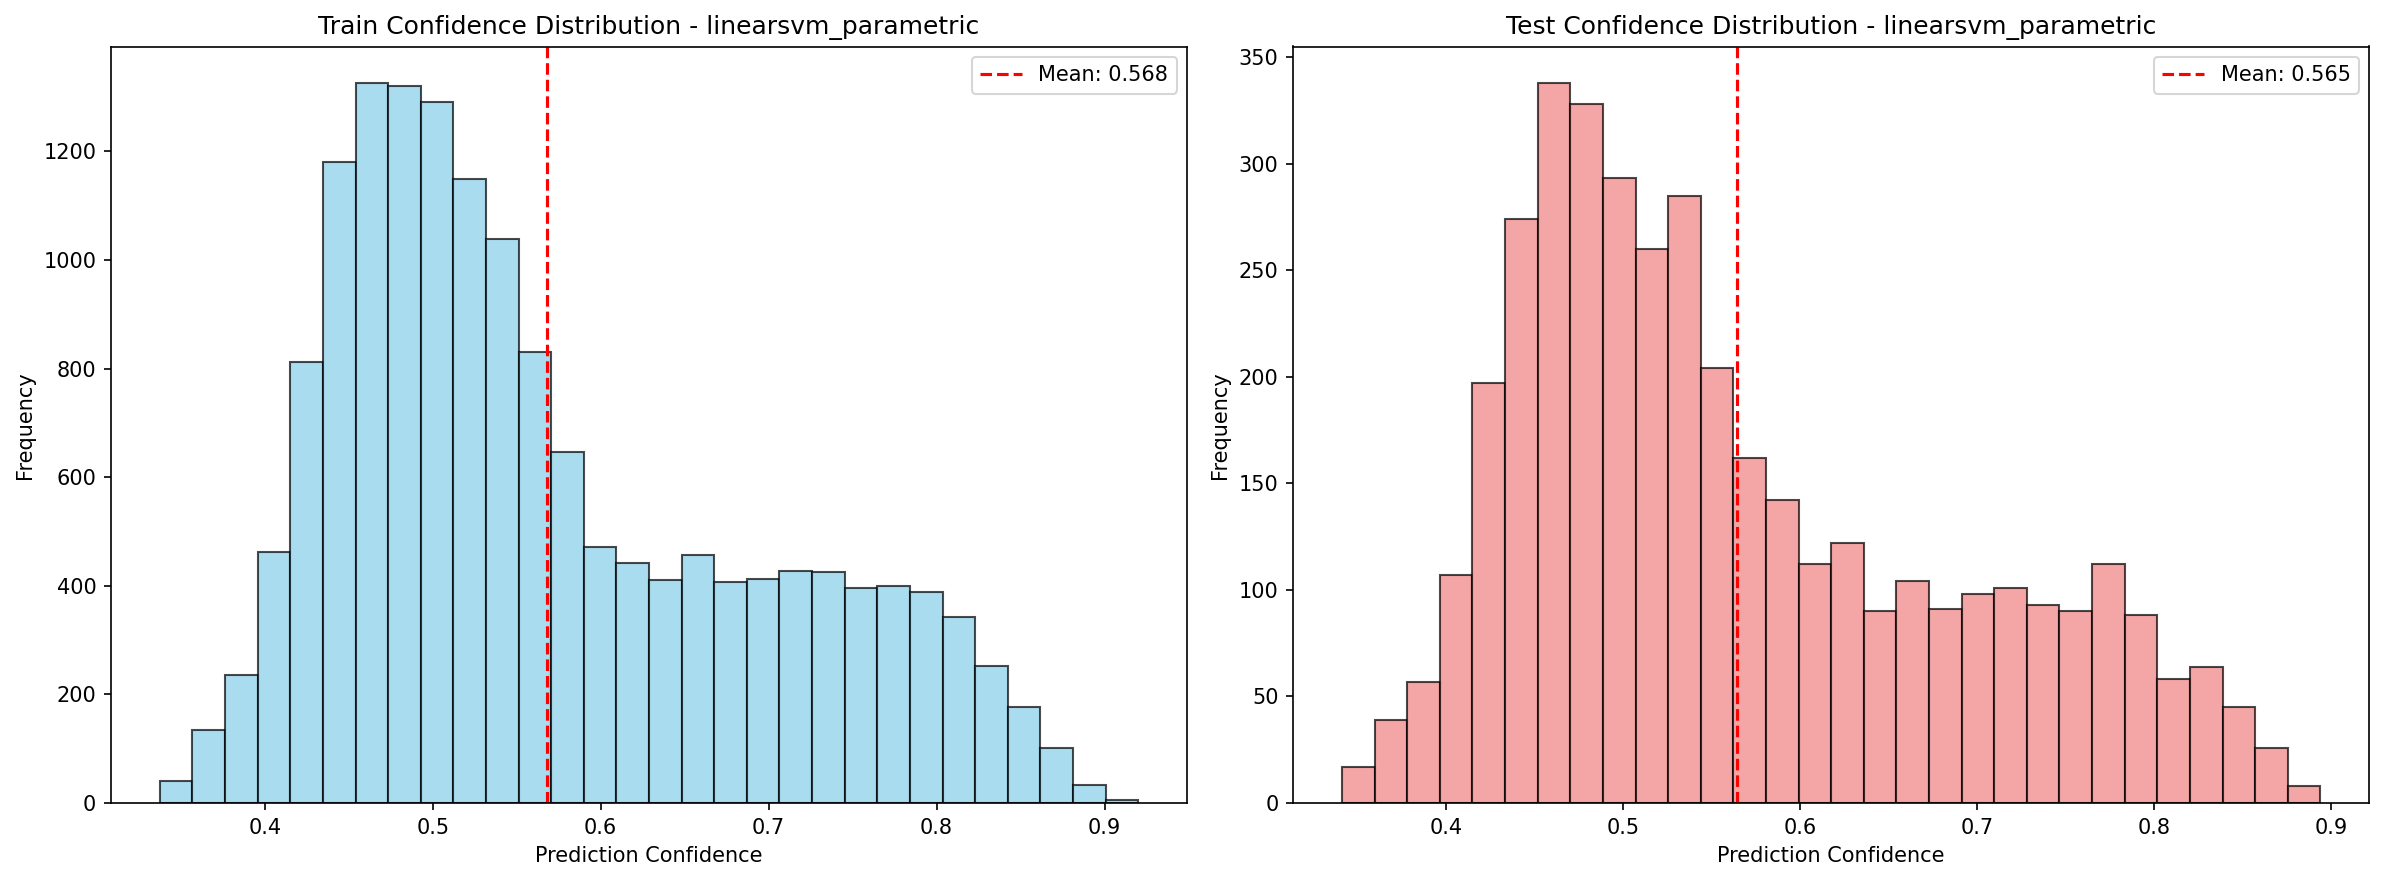 Train Confidence Distribution - linearsvm_parametric
Mean: 0.568
1200
1000
800
600
400
200
0
Frequency
0.4 0.5 0.6 0.7 0.8 0.9
Prediction Confidence
Test Confidence Distribution - linearsvm_parametric
Mean: 0.565
350
300
250
200
150
100
50
0
Frequency
0.4 0.5 0.6 0.7 0.8 0.9
Prediction Confidence